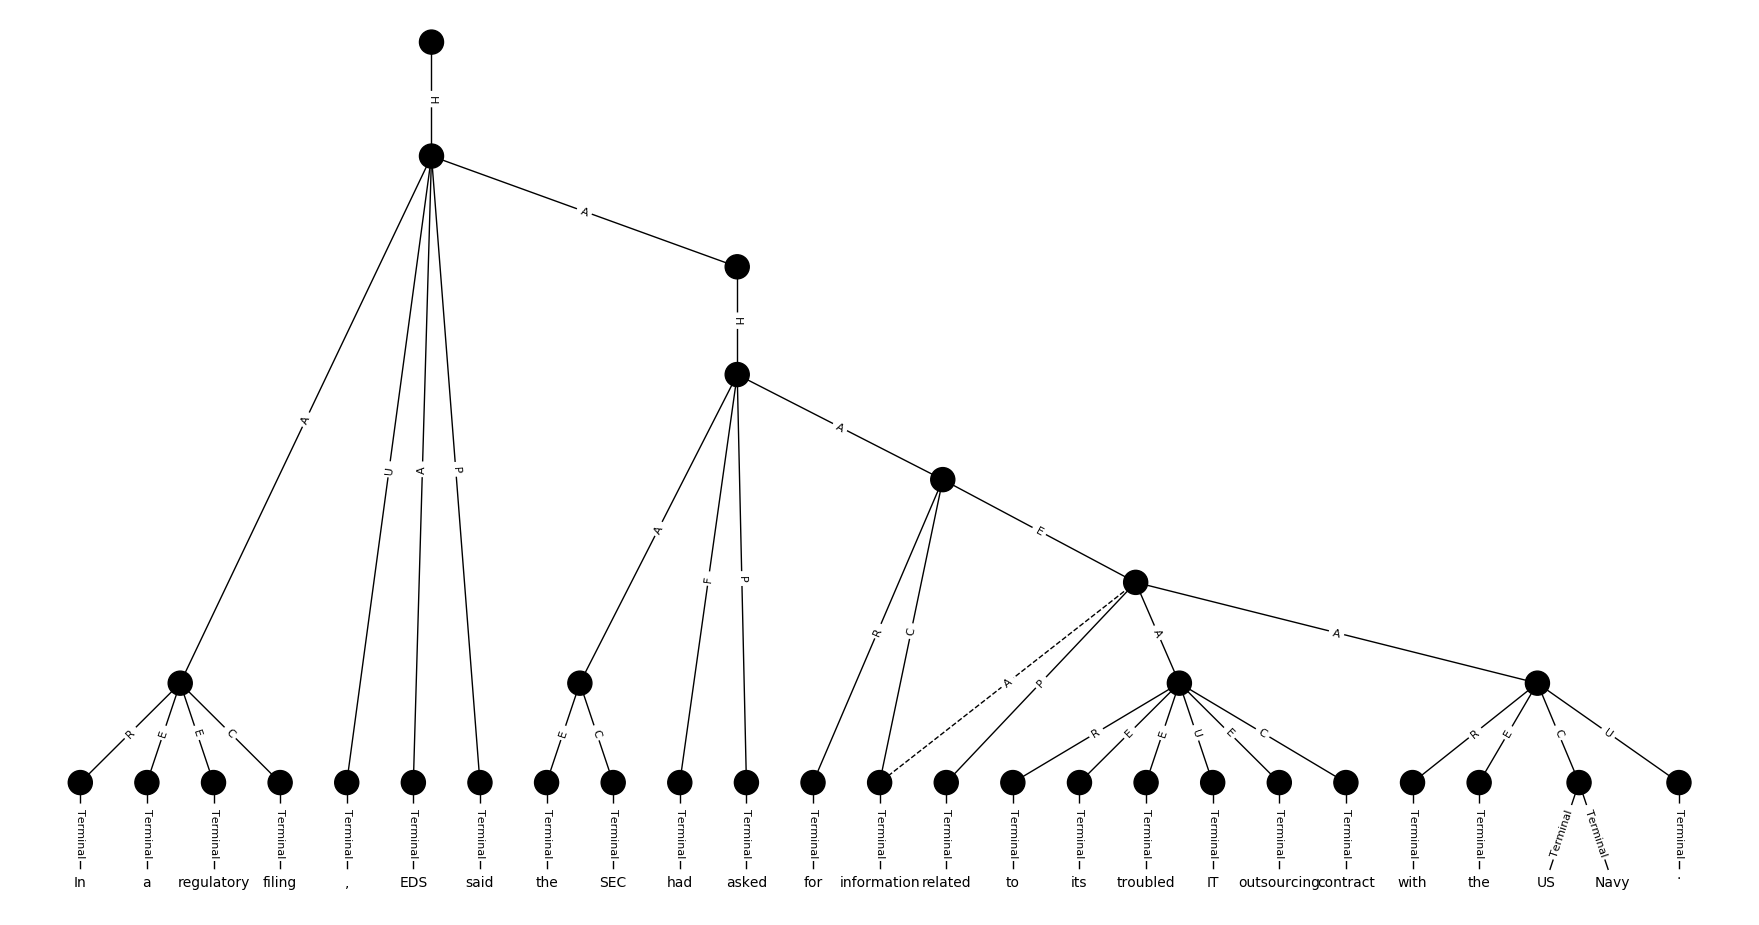 H
A
H
A
U
A
P
A
A
F
P
E
R
C
A
P
A
A
R
E
E
C
E
C
R
E
E
U
E
C
R
E
C
U
Terminal Terminal Terminal Terminal Terminal Terminal Terminal Terminal Terminal Terminal Terminal Terminal Terminal Terminal Terminal Terminal Terminal Terminal Terminal Terminal Terminal Terminal Terminal Terminal Terminal
In a regulatory filing , EDS said the SEC had asked for information related to its troubled IT outsourcing contract with the US Navy .